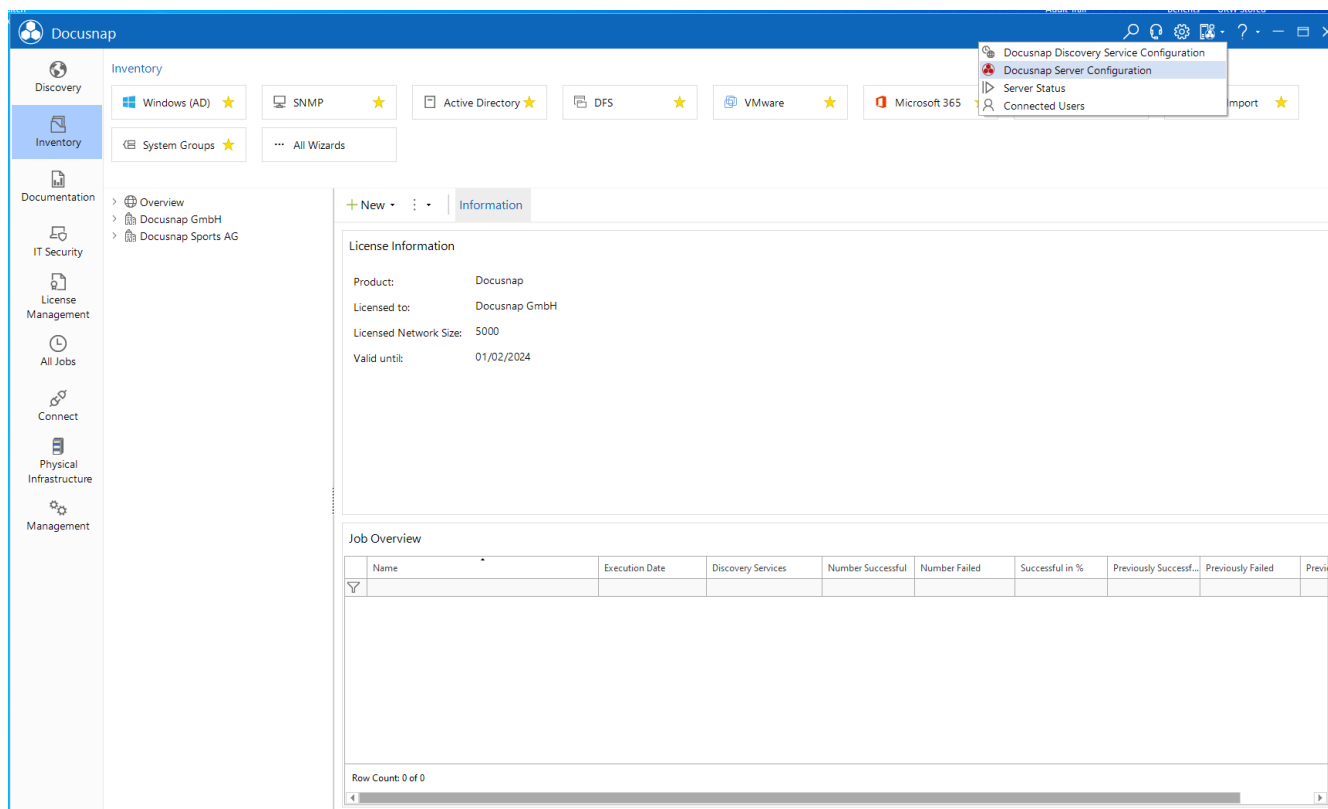 Docusnap
Docusnap Discovery Service Configuration
Docusnap Server Configuration
Server Status
Connected Users
Discovery
Inventory
Documentation
IT Security
License
Management
All Jobs
Connect
Physical
Infrastructure
Management
Inventory
Windows (AD)
SNMP
Active Directory
DFS
VMware
Microsoft 365
mport
System Groups
All Wizards
Overview
Docusnap GmbH
Docusnap Sports AG
New
Information
License Information
Product: Docusnap
Licensed to: Docusnap GmbH
Licensed Network Size: 5000
Valid until: 01/02/2024
Job Overview
Name Execution Date Discovery Services Number Successful Number Failed Successful in % Previously Successf... Previously Failed Previ
Row Count: 0 of 0